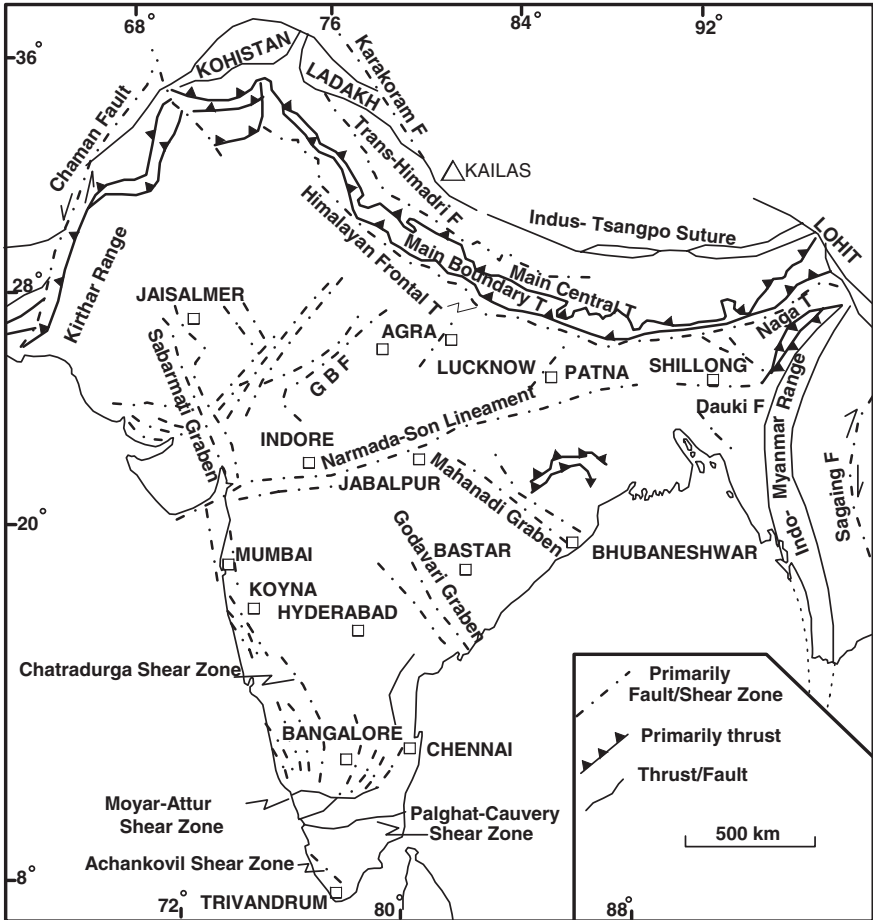 68° 76 84° 92°
36°
28°
20°
8°
72° 80° 88°
KOHISTAN
LADAKH
Karakoram F
Chaman Fault
Trans-Himadri F
KAILAS
Indus- Tsangpo Suture
LOHIT
Himalayan Frontal T
Main Boundary T
Main Central T
Naga T
Kirthar Range
JAISALMER
AGRA
LUCKNOW
PATNA
SHILLONG
G B F
Sabarmati Graben
Dauki F
Indo- Myanmar Range
Sagaing F
INDORE
Narmada-Son Lineament
JABALPUR
Mahanadi Graben
BHUBANESHWAR
Godavari Graben
BASTAR
MUMBAI
KOYNA
HYDERABAD
Chatradurga Shear Zone
BANGALORE
CHENNAI
Moyar-Attur
Shear Zone
Palghat-Cauvery
Shear Zone
Achankovil Shear Zone
TRIVANDRUM
Primarily
Fault/Shear Zone
Primarily thrust
Thrust/Fault
500 km